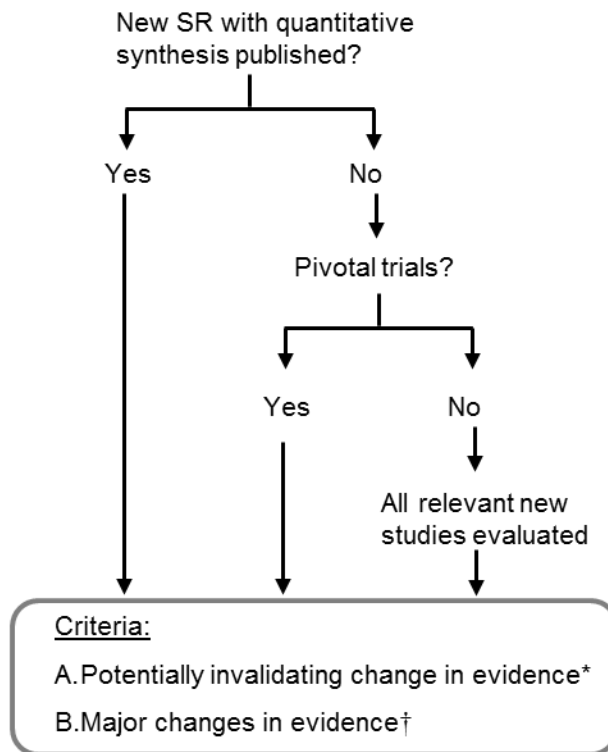 New SR with quantitative
synthesis published?
Yes
No
Pivotal trials?
Yes
No
All relevant new
studies evaluated
Criteria:
A.Potentially invalidating change in evidence*
B.Major changes in evidence†